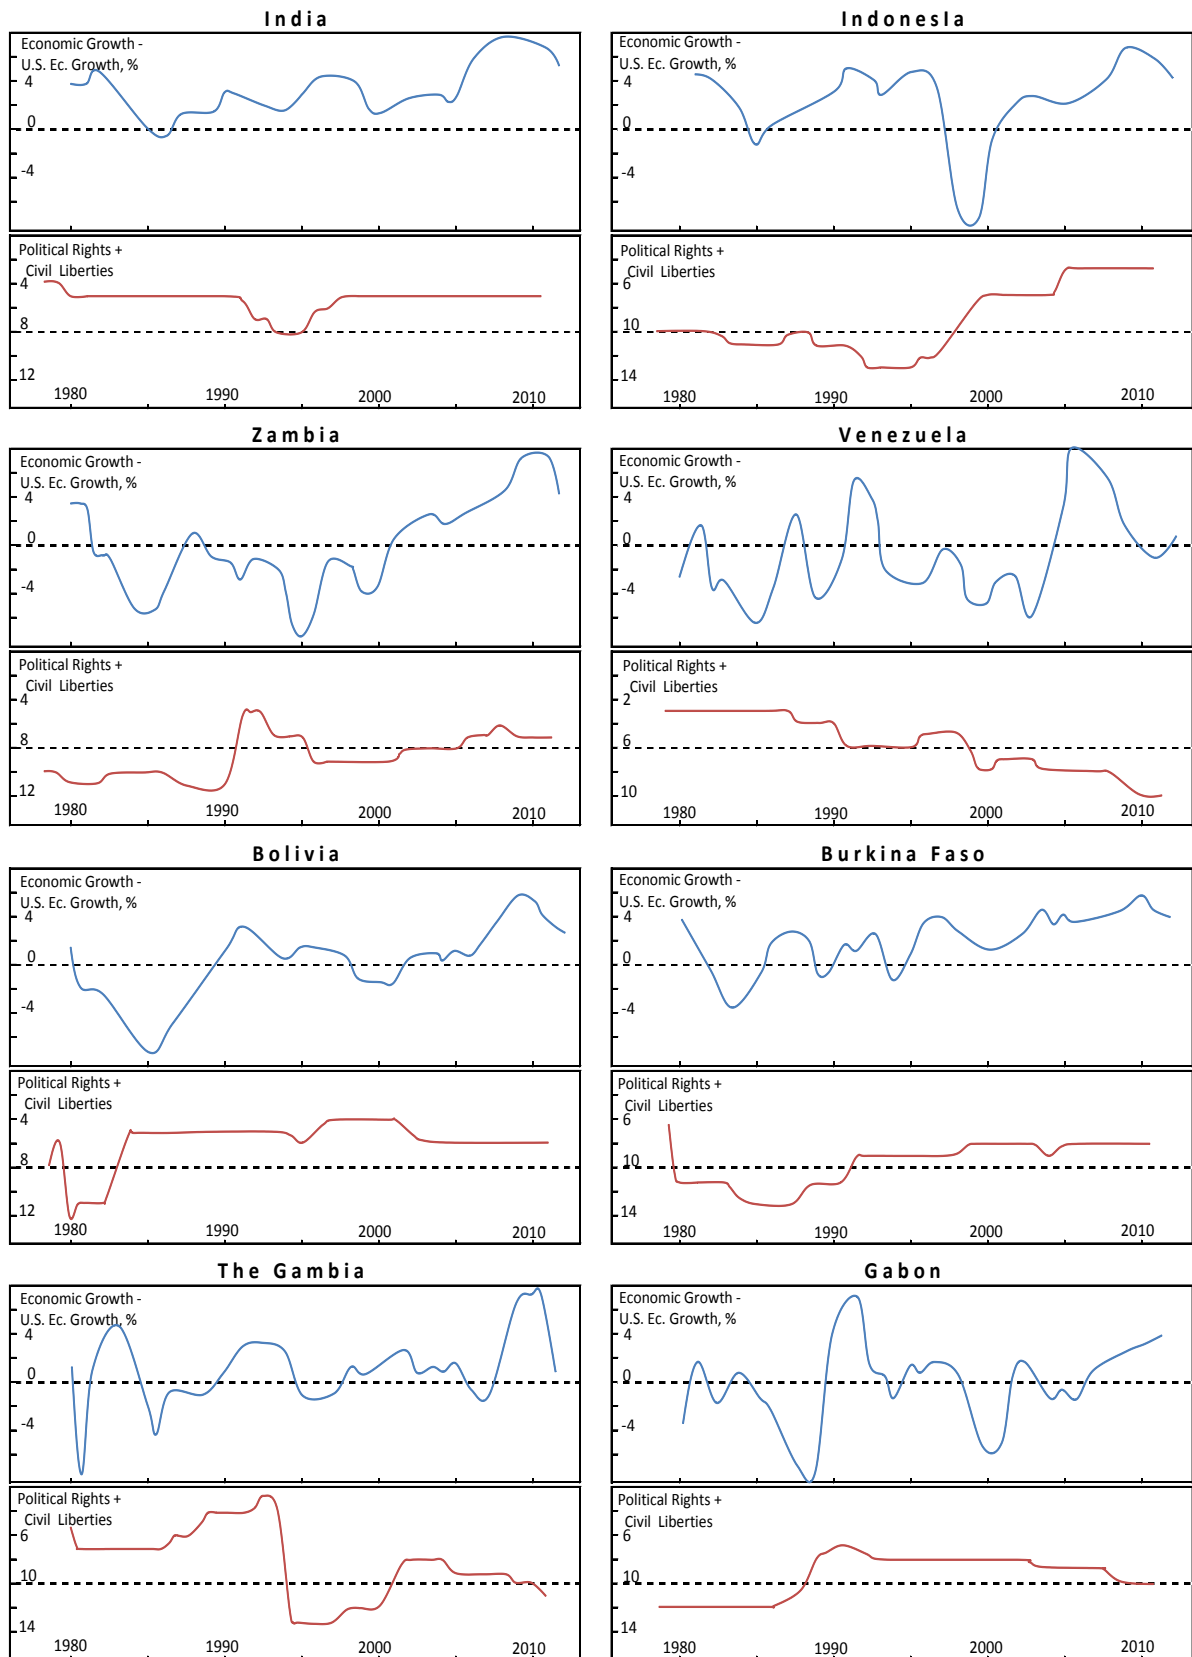 India
Economic Growth -
U.S. Ec. Growth, %
4
0
-4
Political Rights +
Civil Liberties
4
8
12
1980 1990 2000 2010
Indonesia
Economic Growth -
U.S. Ec. Growth, %
4
0
-4
Political Rights +
Civil Liberties
6
10
14
1980 1990 2000 2010
Zambia
Economic Growth -
U.S. Ec. Growth, %
4
0
-4
Political Rights +
Civil Liberties
4
8
12
1980 1990 2000 2010
Venezuela
Economic Growth -
U.S. Ec. Growth, %
4
0
-4
Political Rights +
Civil Liberties
2
6
10
1980 1990 2000 2010
Bolivia
Economic Growth -
U.S. Ec. Growth, %
4
0
-4
Political Rights +
Civil Liberties
4
8
12
1980 1990 2000 2010
Burkina Faso
Economic Growth -
U.S. Ec. Growth, %
4
0
-4
Political Rights +
Civil Liberties
6
10
14
1980 1990 2000 2010
The Gambia
Economic Growth -
U.S. Ec. Growth, %
4
0
-4
Political Rights +
Civil Liberties
6
10
14
1980 1990 2000 2010
Gabon
Economic Growth -
U.S. Ec. Growth, %
4
0
-4
Political Rights +
Civil Liberties
6
10
14
1980 1990 2000 2010